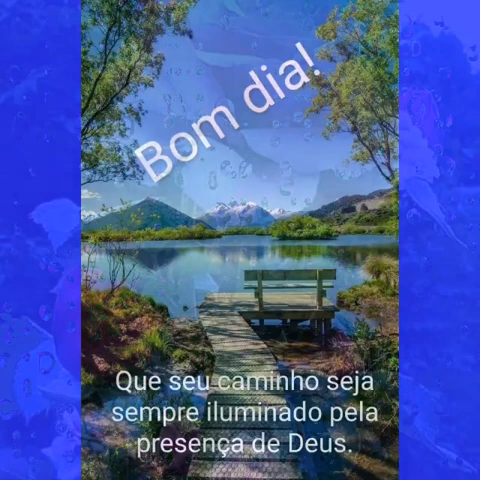 Bom dia!
Que seu caminho seja
sempre iluminado pela
presença de Deus.